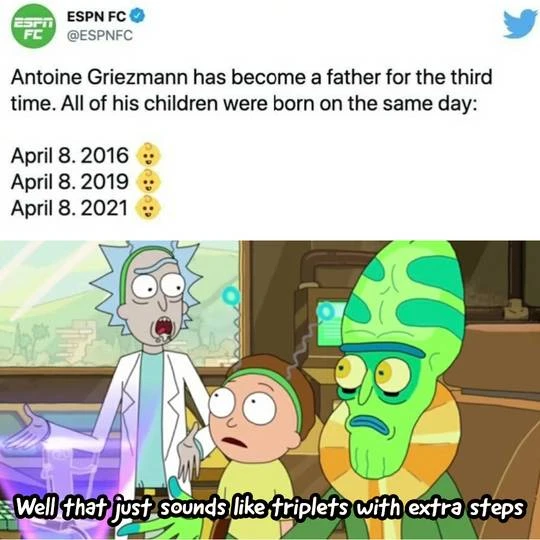 ESPN FC
ESPN FC
@ESPNFC
Antoine Griezmann has become a father for the third
time. All of his children were born on the same day:
April 8. 2016
April 8. 2019
April 8. 2021
Well that just sounds like triplets with extra steps